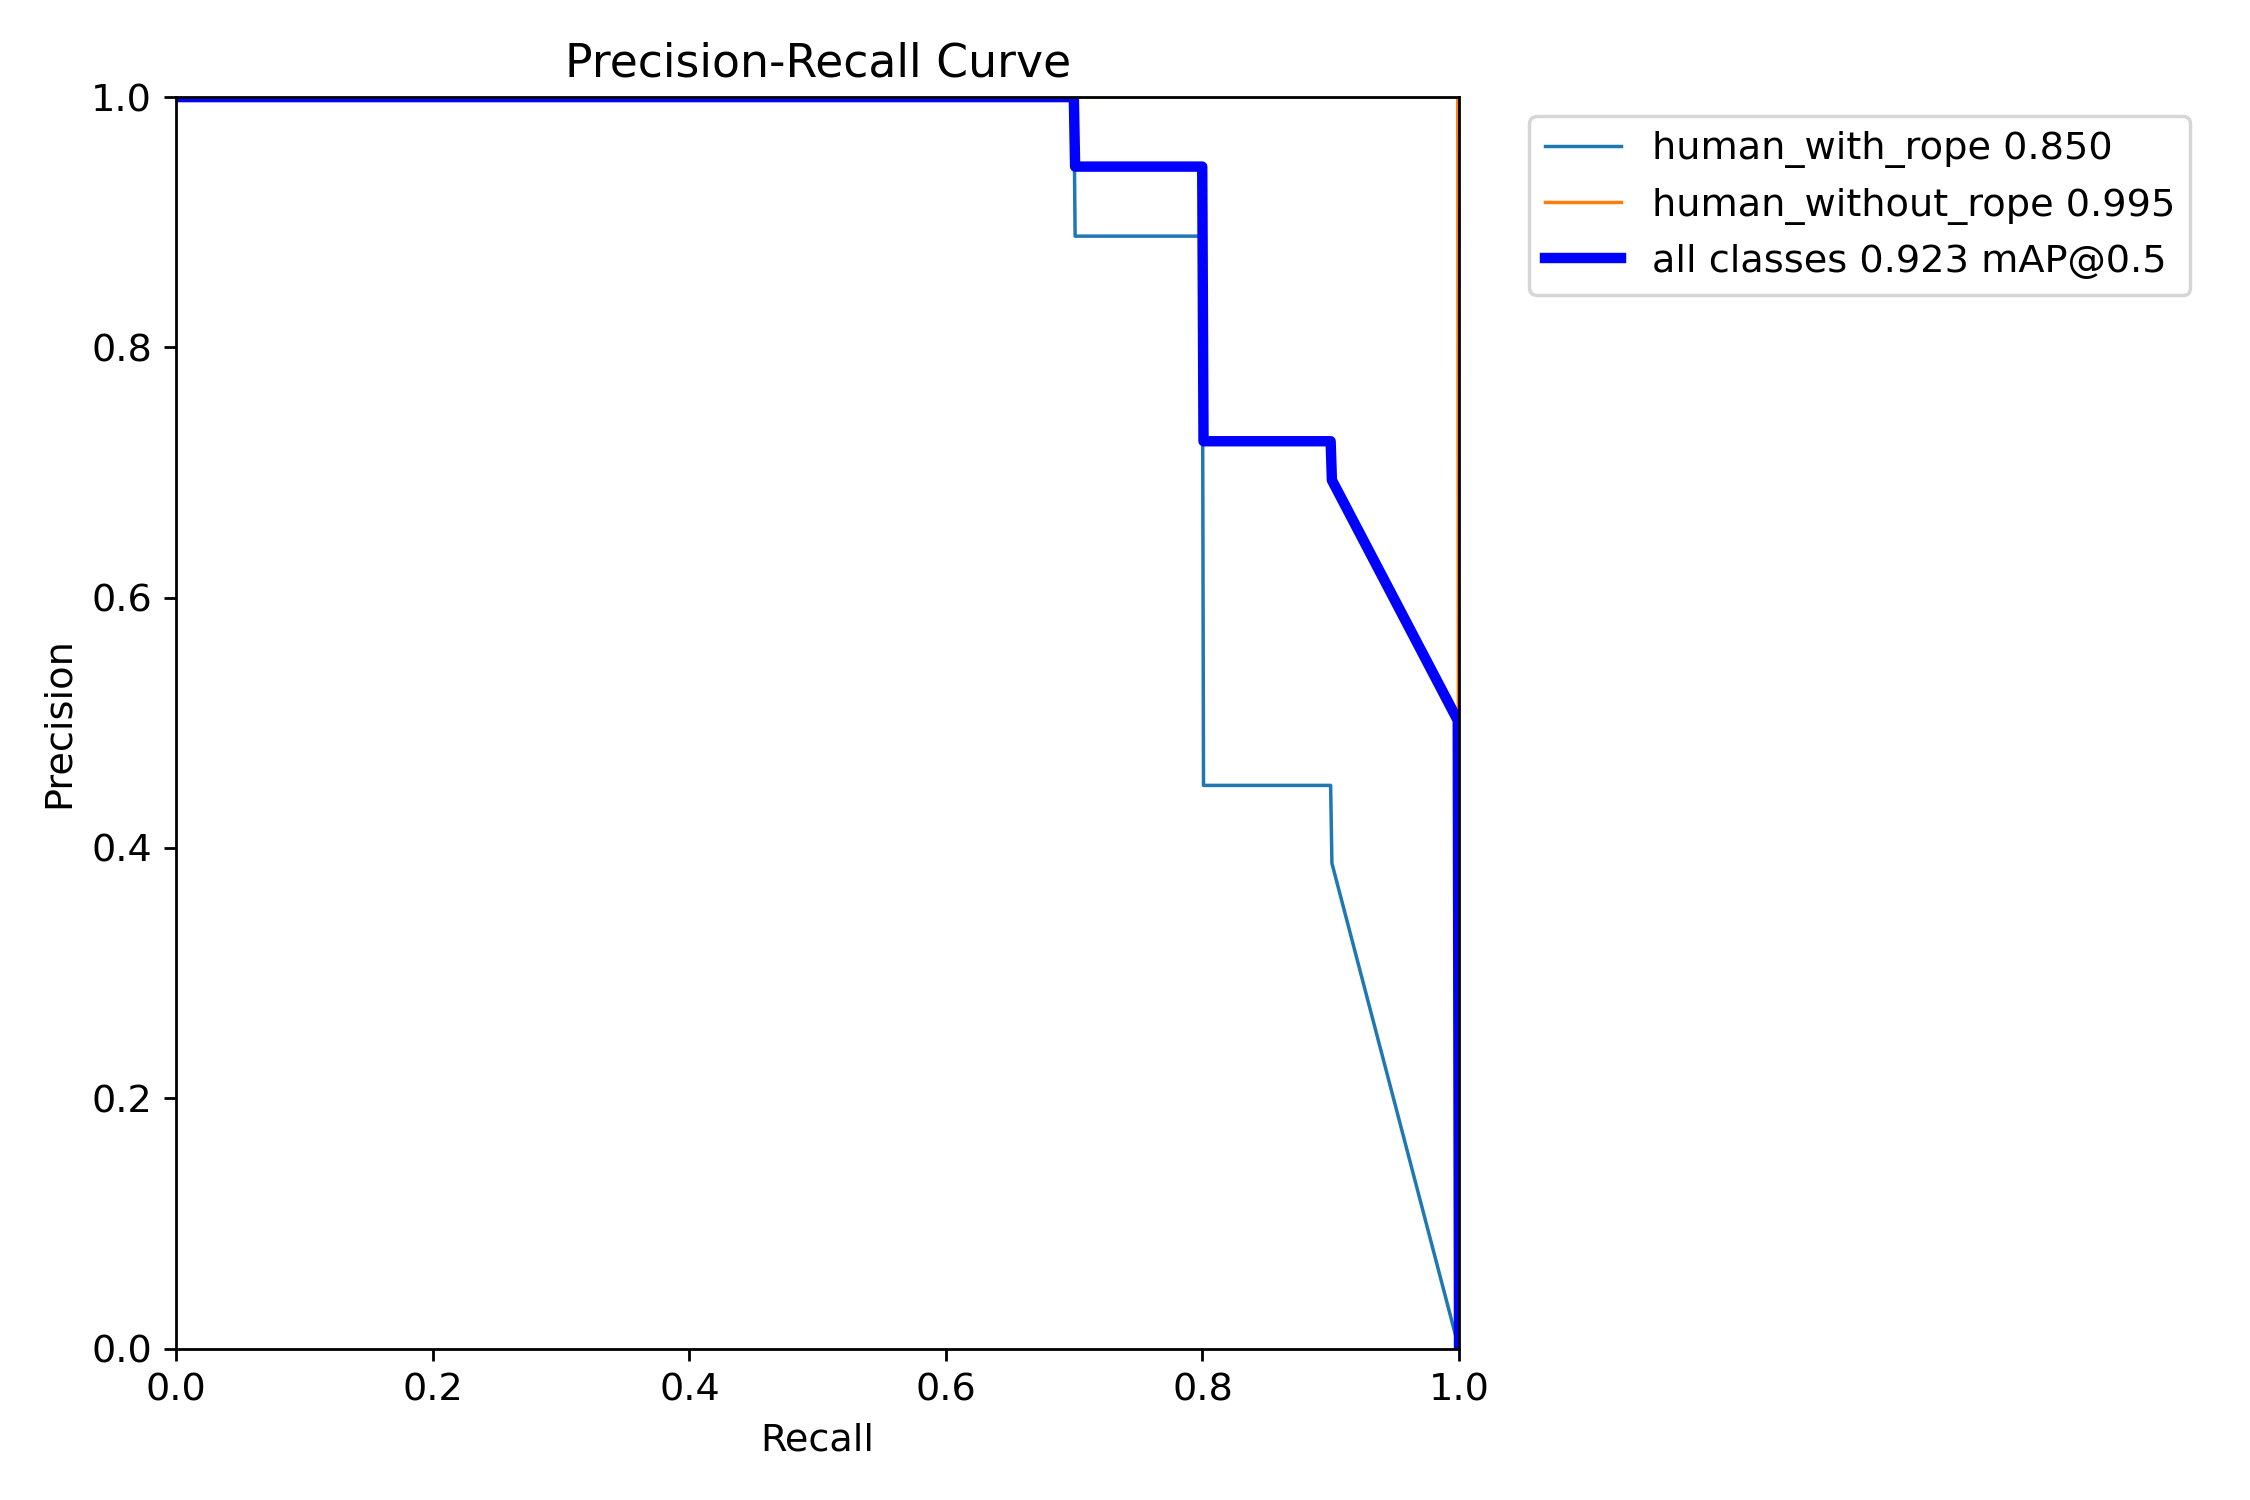 Precision-Recall Curve
1.0
0.8
0.6
0.4
0.2
0.0
Precision
0.0 0.2 0.4 0.6 0.8 1.0
Recall
human_with_rope 0.850
human_without_rope 0.995
all classes 0.923 mAP@0.5